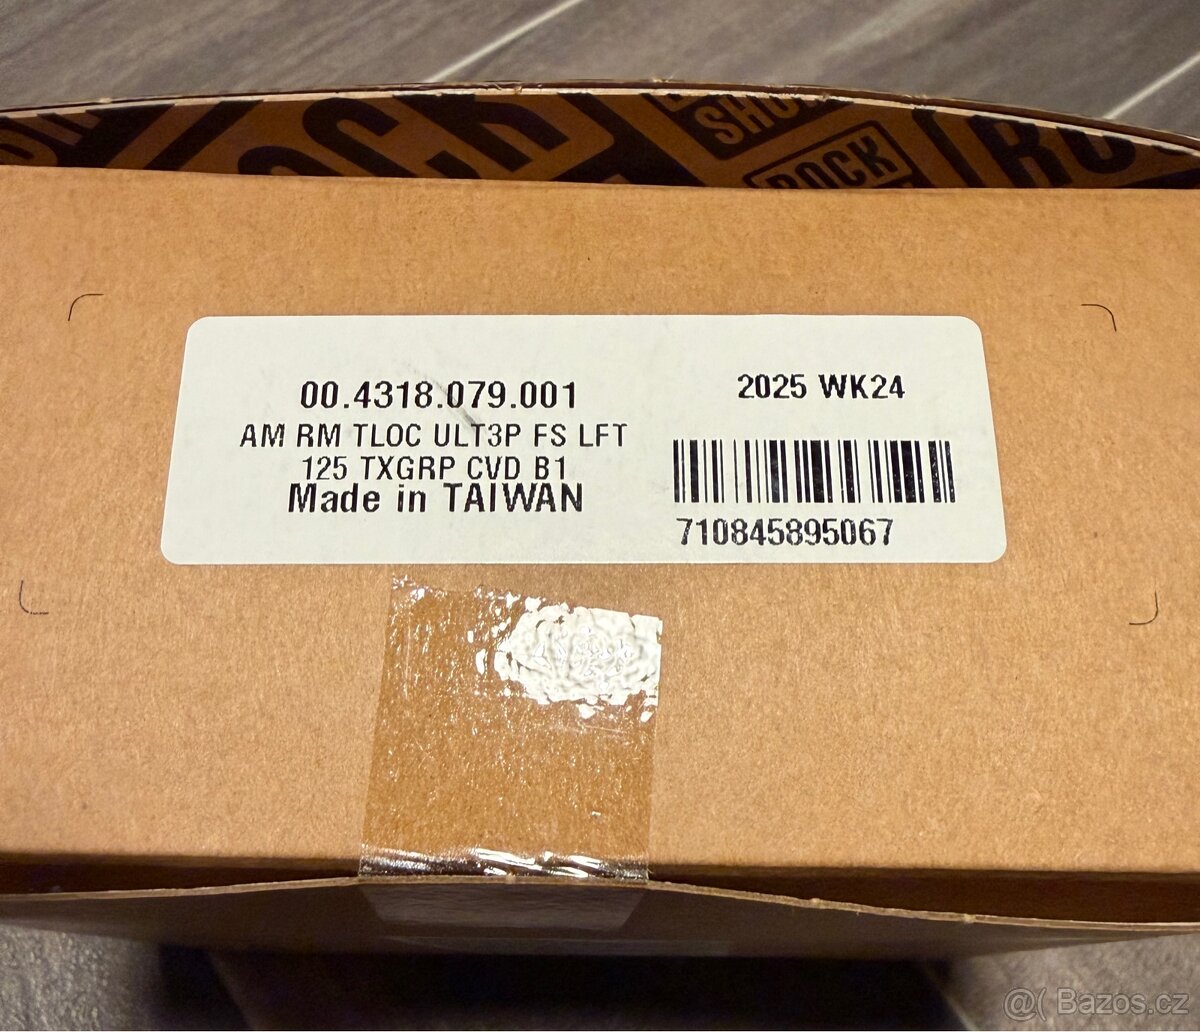 ROCK
SHOX
ROCK
00.4318.079.001
AM RM TLOC ULT3P FS LFT
125 TXGRP CVD B1
Made in TAIWAN
2025 WK24
710845895067
@( Bazos.cz